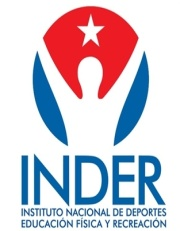 INDER
INSTITUTO NACIONAL DE DEPORTES
EDUCACIÓN FÍSICA Y RECREACIÓN